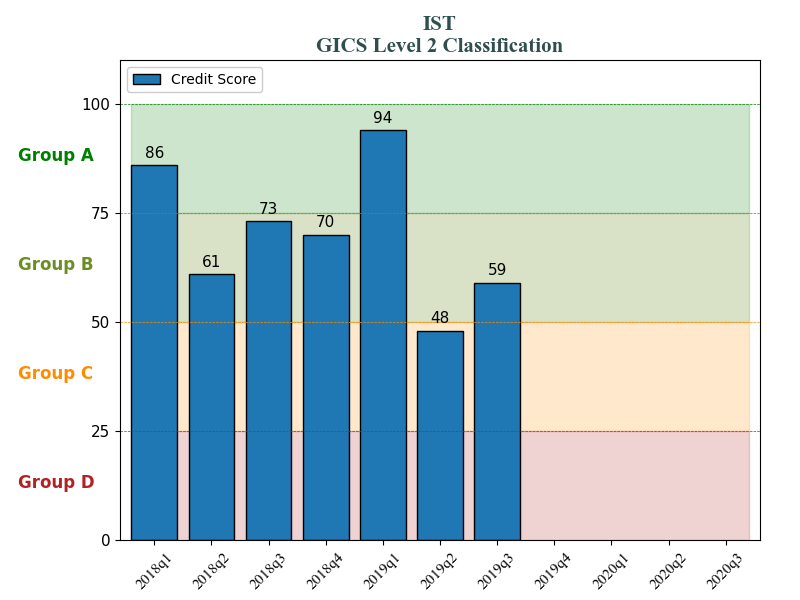 IST
GICS Level 2 Classification
Credit Score
100
75
50
25
0
Group A
Group B
Group C
Group D
86
61
73
70
94
48
59
2018q1
2018q2
2018q3
2018q4
2019q1
2019q2
2019q3
2019q4
2020q1
2020q2
2020q3